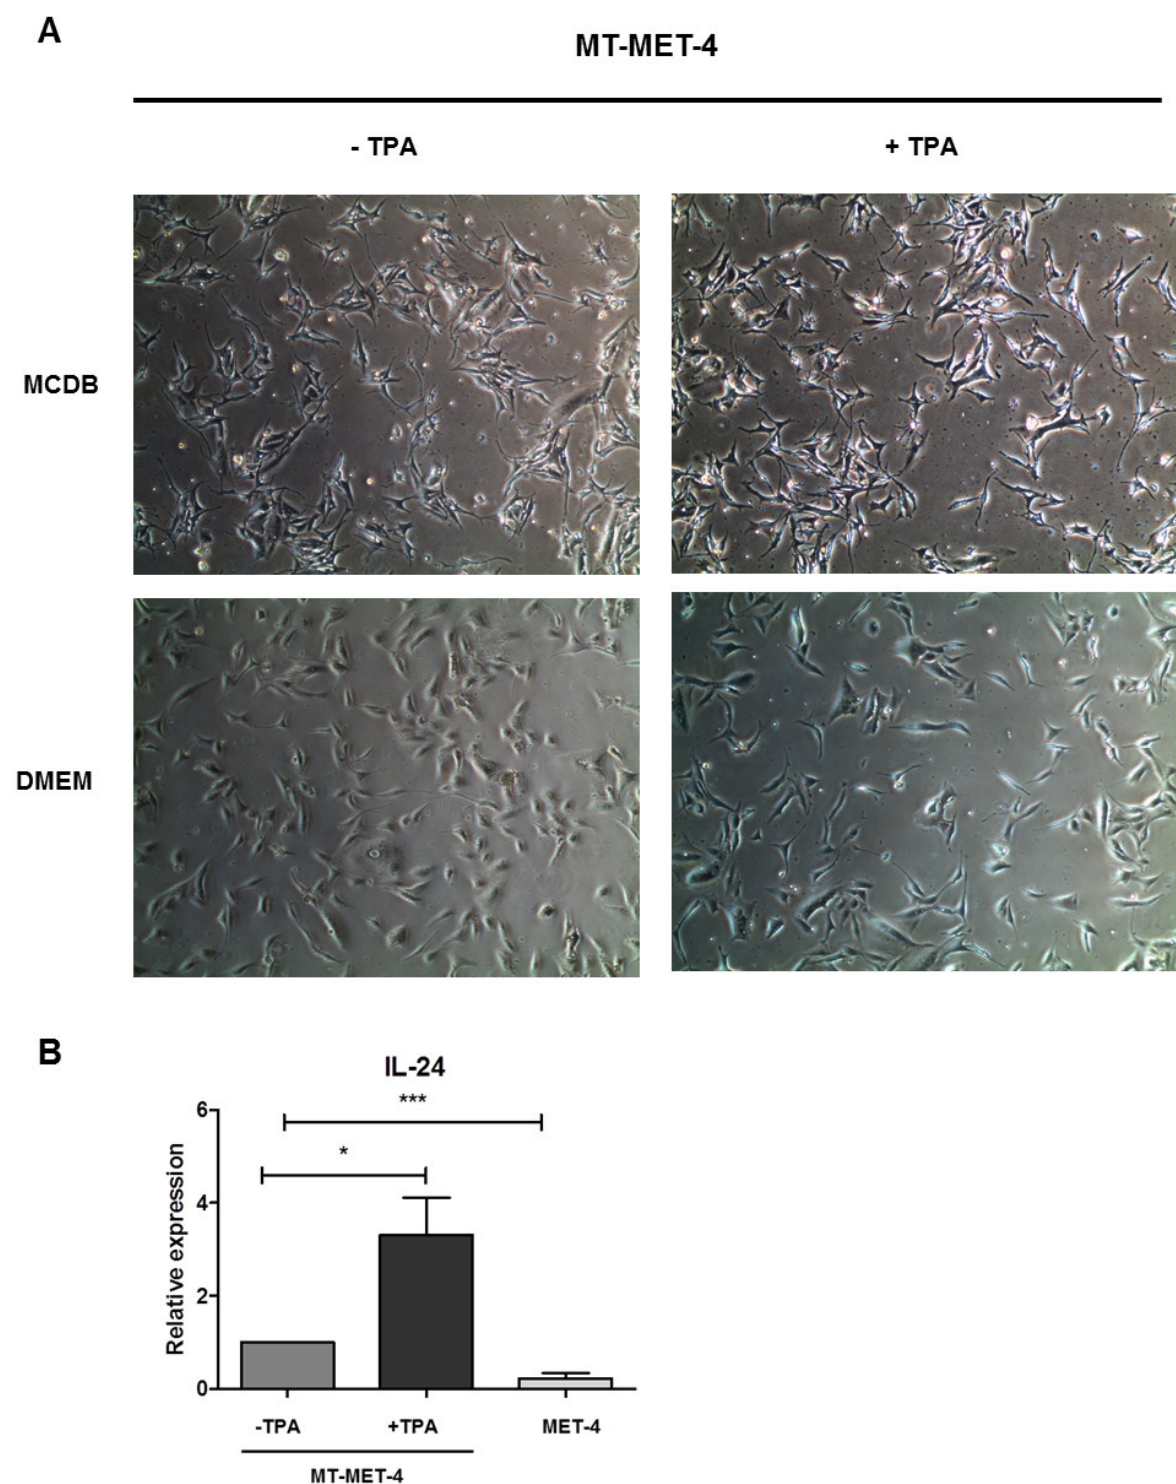 A
MT-MET-4
- TPA
+ TPA
MCDB
DMEM
B
IL-24
***
*
6
4
2
0
Relative expression
-TPA
+TPA
MET-4
MT-MET-4